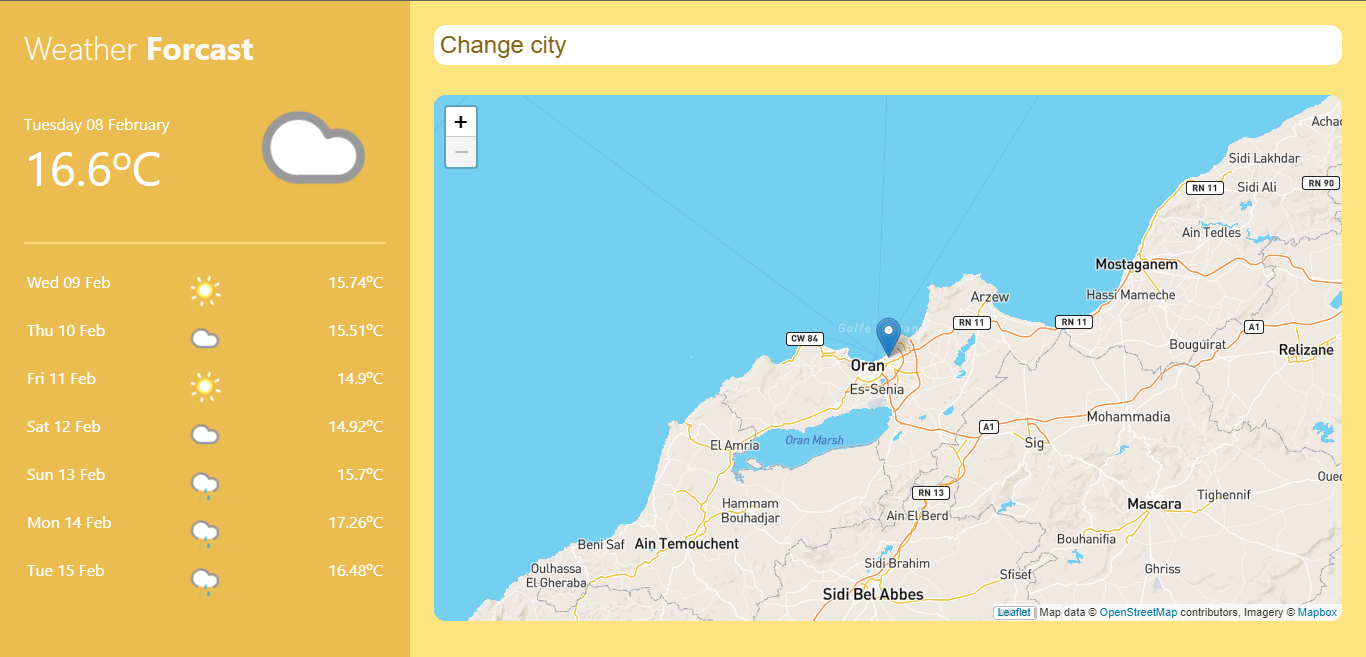 Weather Forcast
Tuesday 08 February
16.6ºC
Wed 09 Feb 15.74ºC
Thu 10 Feb 15.51ºC
Fri 11 Feb 14.9ºC
Sat 12 Feb 14.92ºC
Sun 13 Feb 15.7ºC
Mon 14 Feb 17.26ºC
Tue 15 Feb 16.48ºC
Change city
+
−
Sidi Lakhdar
RN 11
Sidi Ali
RN 90
Ain Tedles
Mostaganem
Arzew
Hassi Mameche
RN 11
RN 11
A1
Golfe
CW 84
Bouguirat
Relizane
Oran
Es-Senia
Mohammadia
A1
El Amria
Oran Marsh
Sig
RN 13
Tighennif
Hammam
Bouhadjar
Mascara
Ain El Berd
Bouhanifia
Beni Saf
Ain Temouchent
Sidi Brahim
Oulhassa
El Gheraba
Sfisef
Ghriss
Sidi Bel Abbes
Leaflet | Map data © OpenStreetMap contributors, Imagery © Mapbox